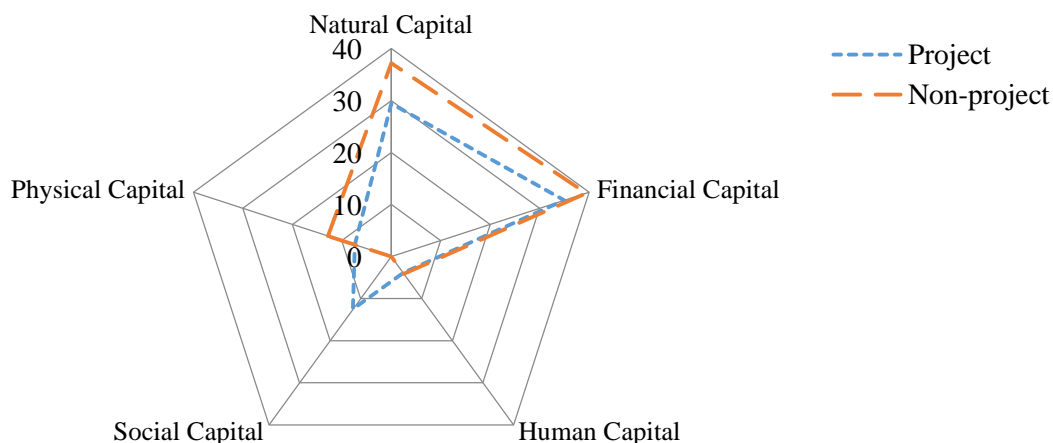 Natural Capital
40
30
20
10
0
Physical Capital
Financial Capital
Social Capital
Human Capital
Project
Non-project